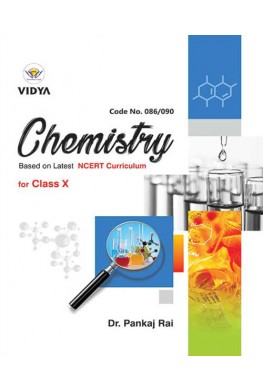 VIDYA
Code No. 086/090
Chemistry
Based on Latest NCERT Curriculum
for Class X
Dr. Pankaj Rai